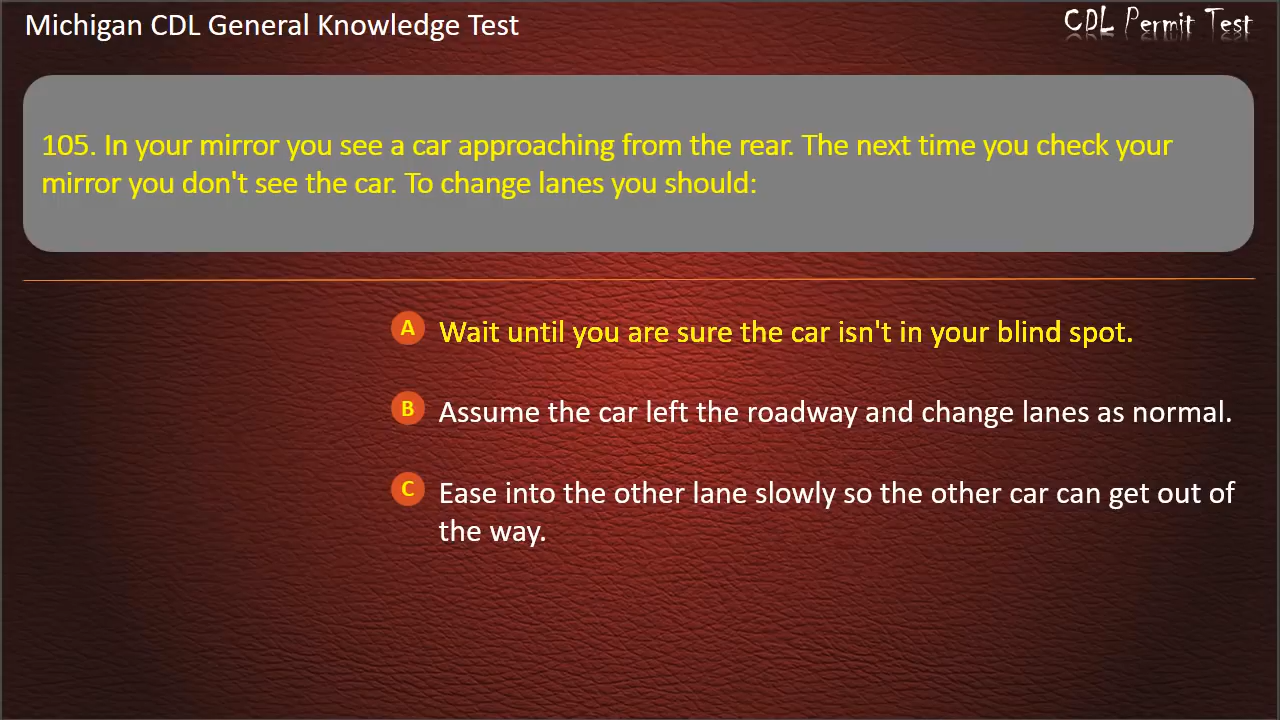 Michigan CDL General Knowledge Test
CDL Permit Test
105. In your mirror you see a car approaching from the rear. The next time you check your
mirror you don't see the car. To change lanes you should:
A Wait until you are sure the car isn't in your blind spot.
B Assume the car left the roadway and change lanes as normal.
C Ease into the other lane slowly so the other car can get out of
the way.